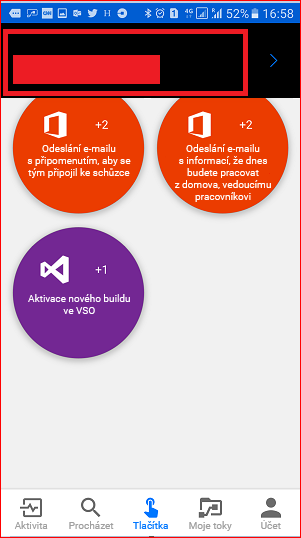 52% 16:58
+2
Odeslání e-mailu
s připomenutím, aby se
tým připojil ke schůzce
+2
Odeslání e-mailu
s informací, že dnes
budete pracovat
z domova, vedoucímu
pracovníkovi
+1
Aktivace nového buildu
ve VSO
Aktivita Procházet Tlačítka Moje toky Účet